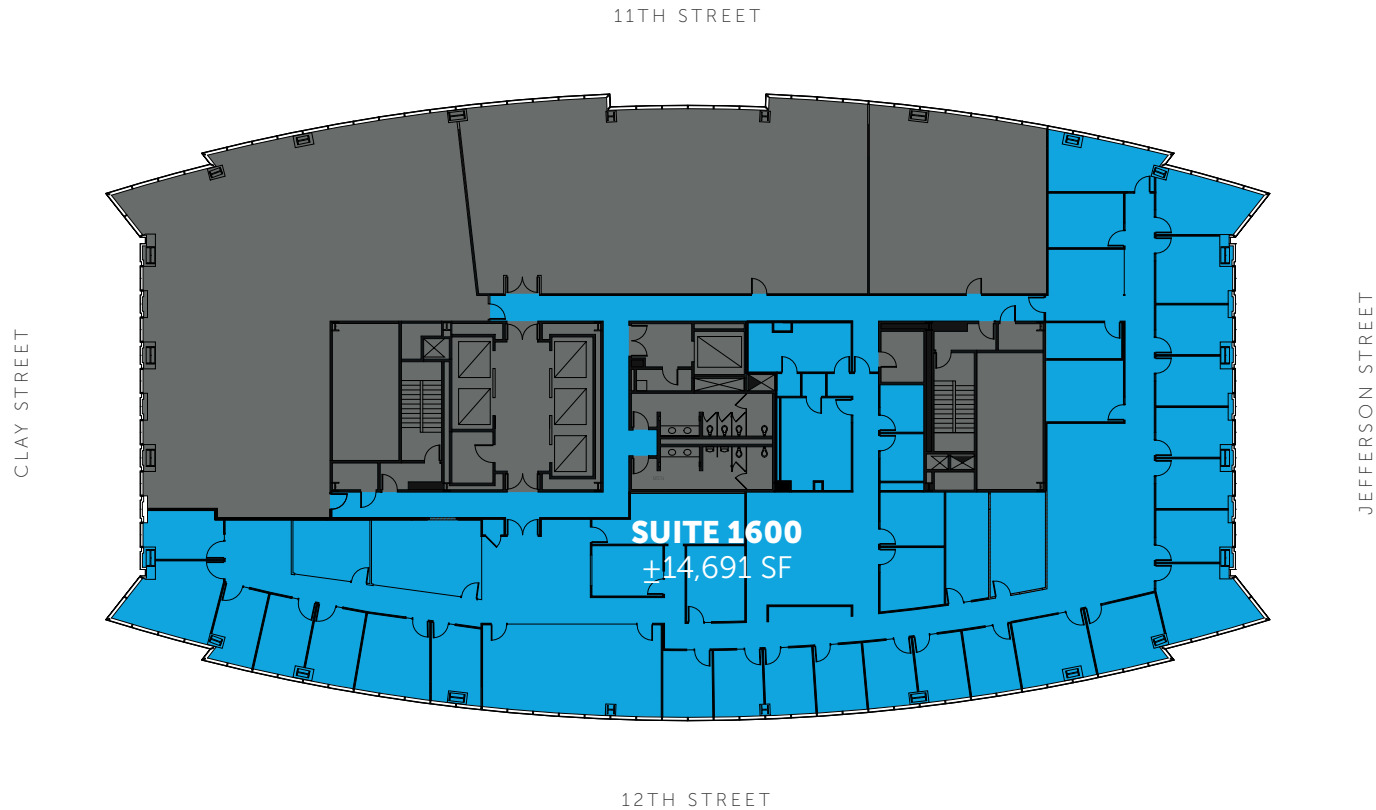 11TH STREET
CLAY STREET
JEFFERSON STREET
SUITE 1600
±14,691 SF
12TH STREET